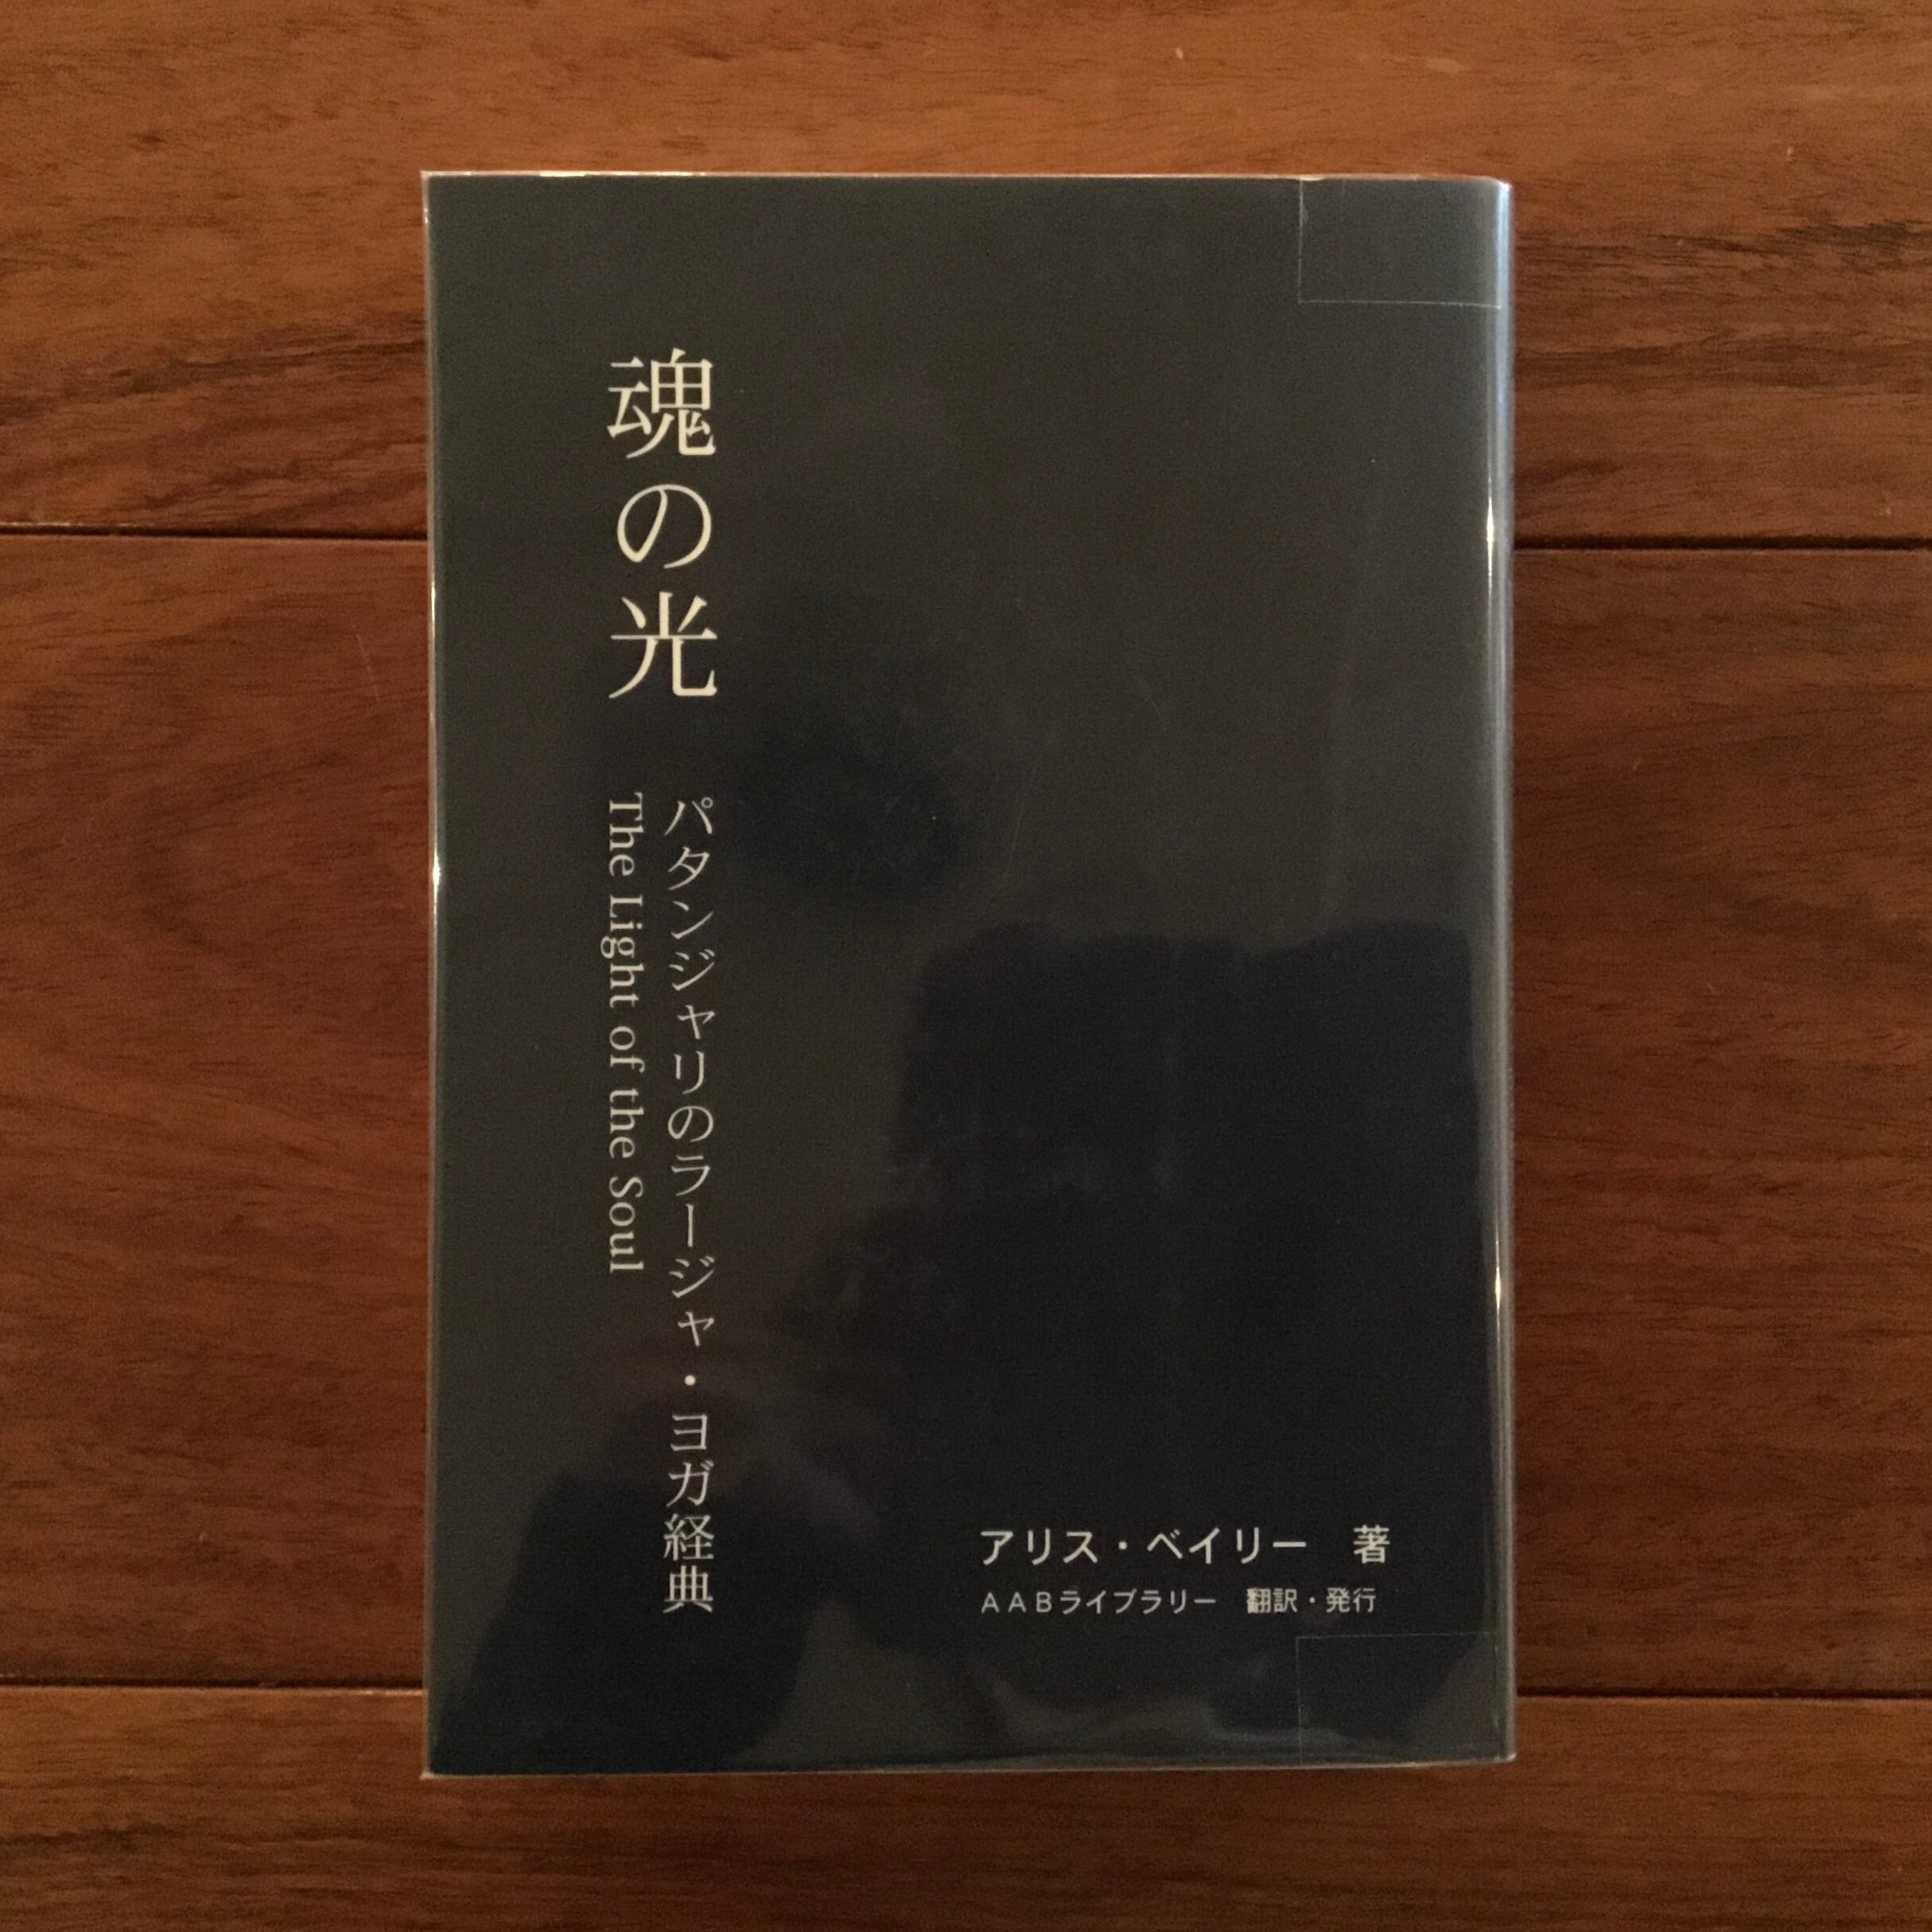 魂の光
パタンジャリのラージャ・ヨガ経典
The Light of the Soul
アリス・ベイリー　著
AABライブラリー　翻訳・発行